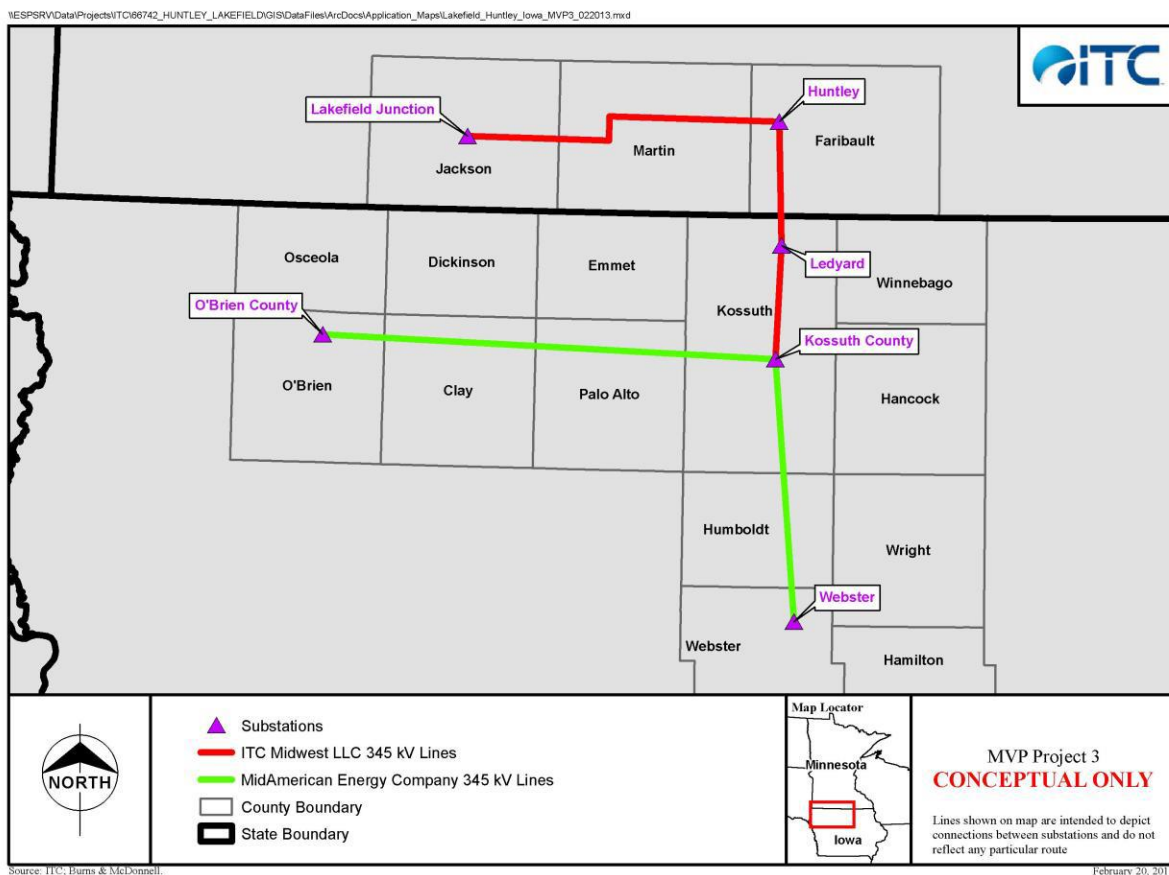 \\ESPSRV\Data\Projects\ITC\66742_HUNTLEY_LAKEFIELD\GIS\DataFiles\ArcDocs\Application_Maps\Lakefield_Huntley_Iowa_MVP3_022013.mxd
ITC
Huntley
Lakefield Junction
Faribault
Martin
Jackson
Osceola
Dickinson
Emmet
Ledyard
Winnebago
O'Brien County
Kossuth
Kossuth County
O'Brien
Clay
Palo Alto
Hancock
Humboldt
Wright
Webster
Webster
Hamilton
NORTH
Substations
ITC Midwest LLC 345 kV Lines
MidAmerican Energy Company 345 kV Lines
County Boundary
State Boundary
Map Locator
Minnesota
Iowa
MVP Project 3
CONCEPTUAL ONLY
Lines shown on map are intended to depict
connections between substations and do not
reflect any particular route
Source: ITC; Burns & McDonnell.
February 20, 201